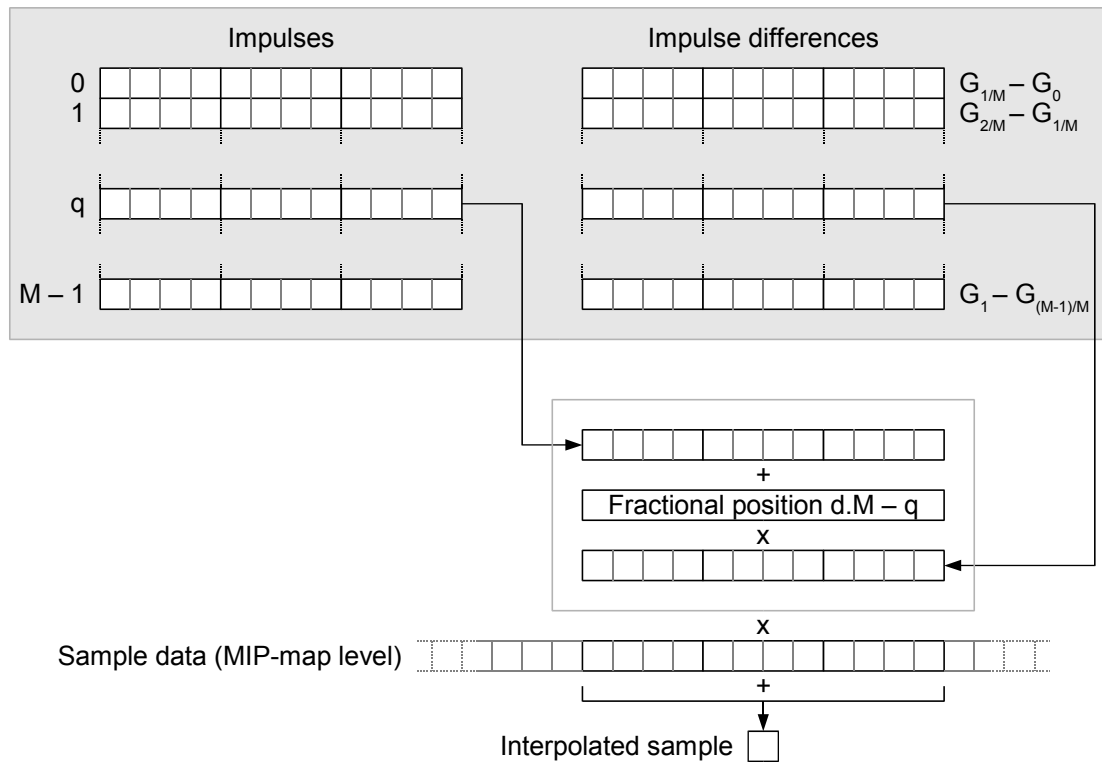 Impulses Impulse differences
0 G1/M – G0
1 G2/M – G1/M
q
M – 1 G1 – G(M-1)/M
+
Fractional position d.M – q
x
x
Sample data (MIP-map level)
+
Interpolated sample